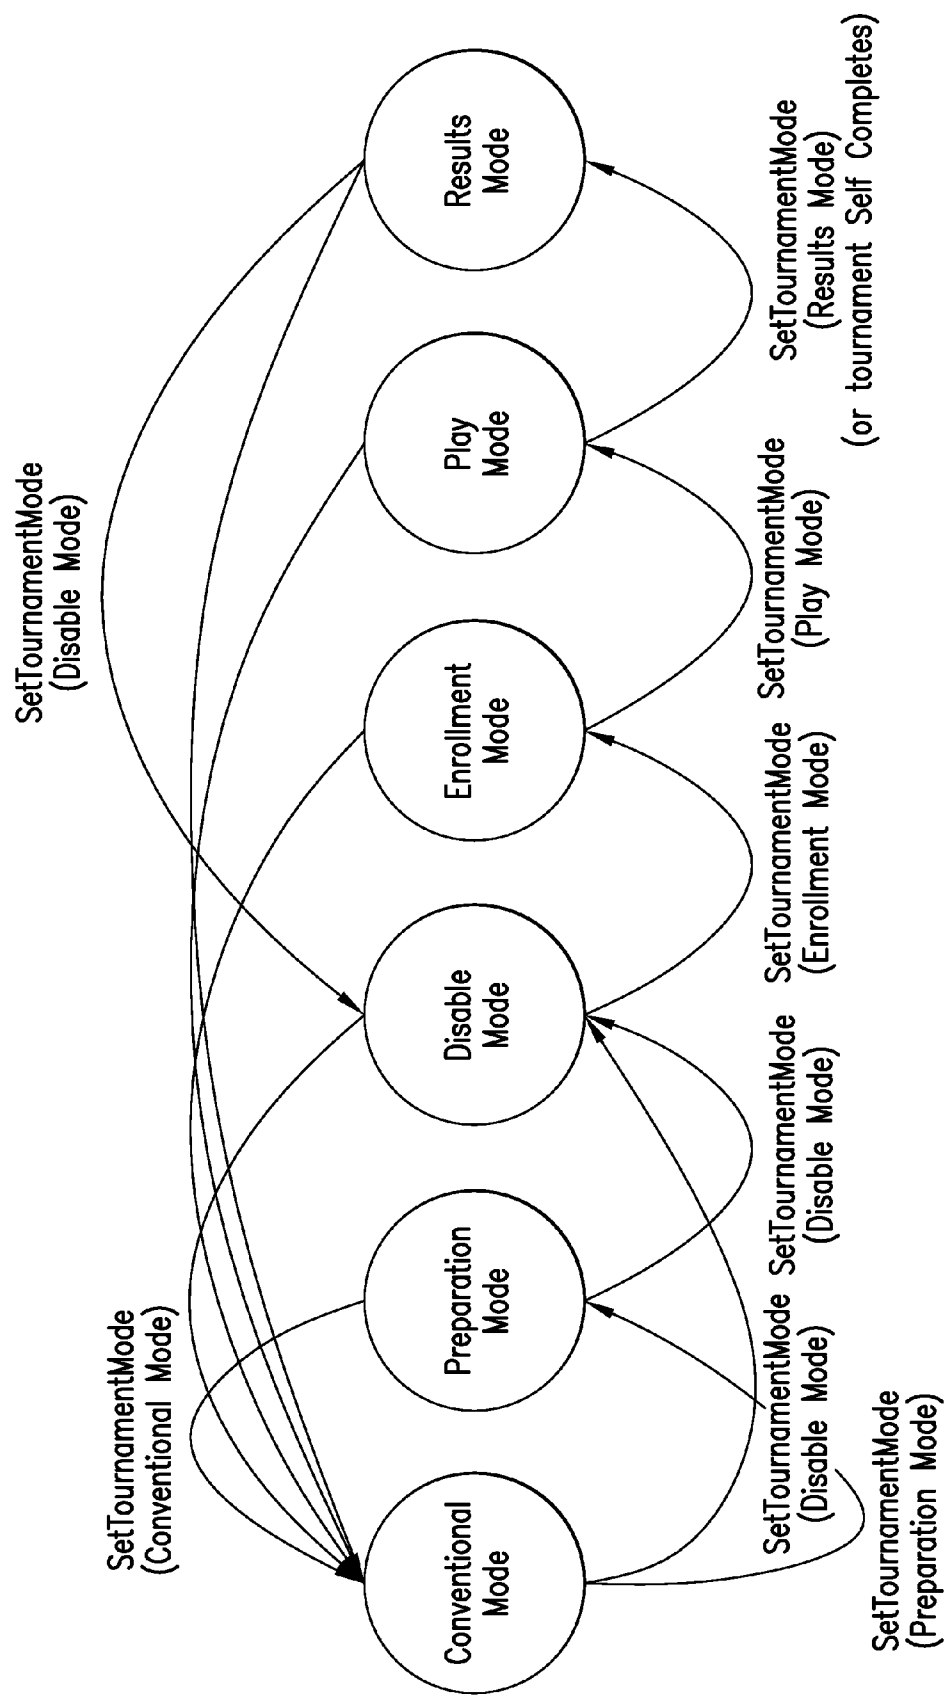 SetTournamentMode
(Disable Mode)
SetTournamentMode
(Conventional Mode)
Conventional
Mode
Preparation
Mode
Disable
Mode
Enrollment
Mode
Play
Mode
Results
Mode
SetTournamentMode
(Disable Mode)
SetTournamentMode
(Disable Mode)
SetTournamentMode
(Enrollment Mode)
SetTournamentMode
(Play Mode)
SetTournamentMode
(Results Mode)
(or tournament Self Completes)
SetTournamentMode
(Preparation Mode)